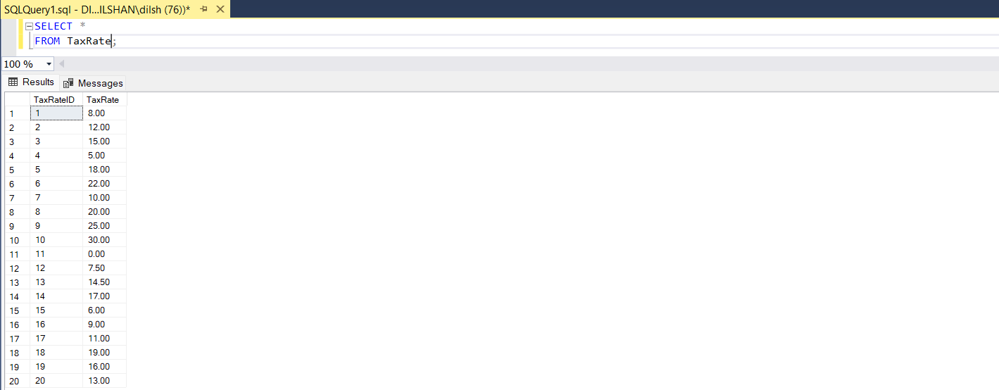 SQLQuery1.sql - DI...ILSHAN\dilsh (76))*
SELECT *
FROM TaxRate;
100 %
Results Messages
TaxRateID TaxRate
1 1 8.00
2 2 12.00
3 3 15.00
4 4 5.00
5 5 18.00
6 6 22.00
7 7 10.00
8 8 20.00
9 9 25.00
10 10 30.00
11 11 0.00
12 12 7.50
13 13 14.50
14 14 17.00
15 15 6.00
16 16 9.00
17 17 11.00
18 18 19.00
19 19 16.00
20 20 13.00